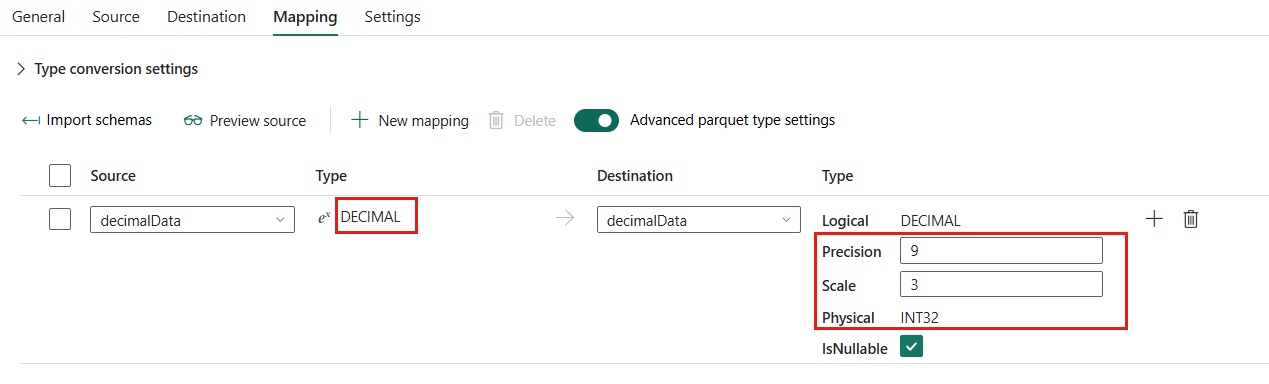 General Source Destination Mapping Settings
Type conversion settings
Import schemas Preview source New mapping Delete Advanced parquet type settings
Source Type Destination Type
decimalData eˣ DECIMAL decimalData Logical DECIMAL
Precision 9
Scale 3
Physical INT32
IsNullable